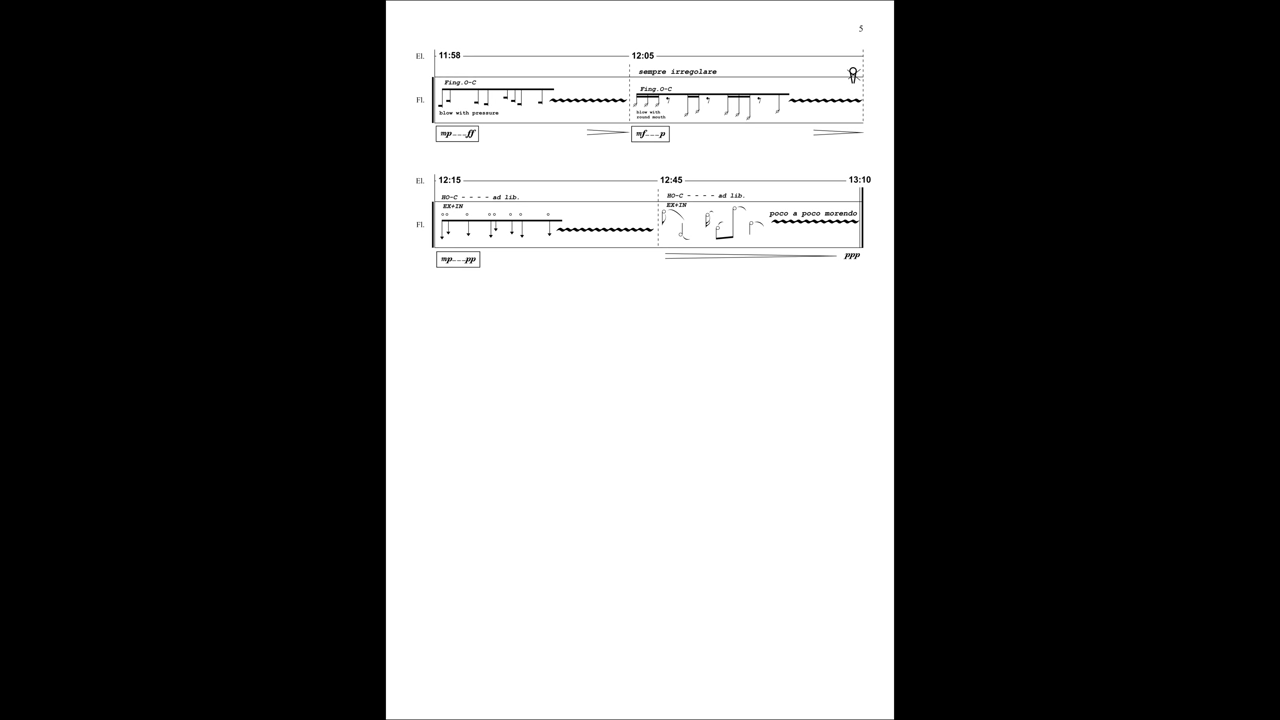 5
El. 11:58 12:05
sempre irregolare
Fing.O-C
Fing.O-C
Fl.
blow with pressure
blow with
round mouth
mp---ff mf---p
El. 12:15 12:45 13:10
HO-C - - - - ad lib. HO-C - - - - ad lib.
EX+IN EX+IN
poco a poco morendo
Fl.
mp---pp ppp